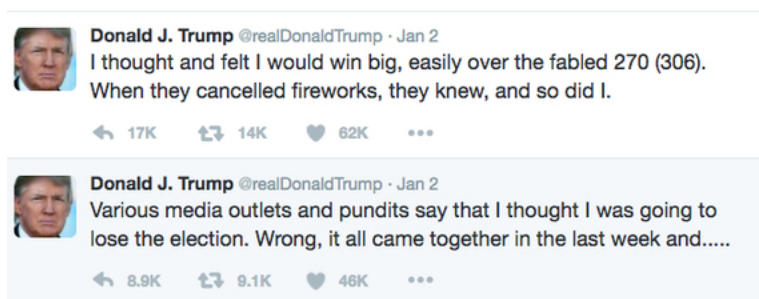 Donald J. Trump @realDonaldTrump · Jan 2
I thought and felt I would win big, easily over the fabled 270 (306).
When they cancelled fireworks, they knew, and so did I.
17K 14K 62K •••
Donald J. Trump @realDonaldTrump · Jan 2
Various media outlets and pundits say that I thought I was going to
lose the election. Wrong, it all came together in the last week and.....
8.9K 9.1K 46K •••